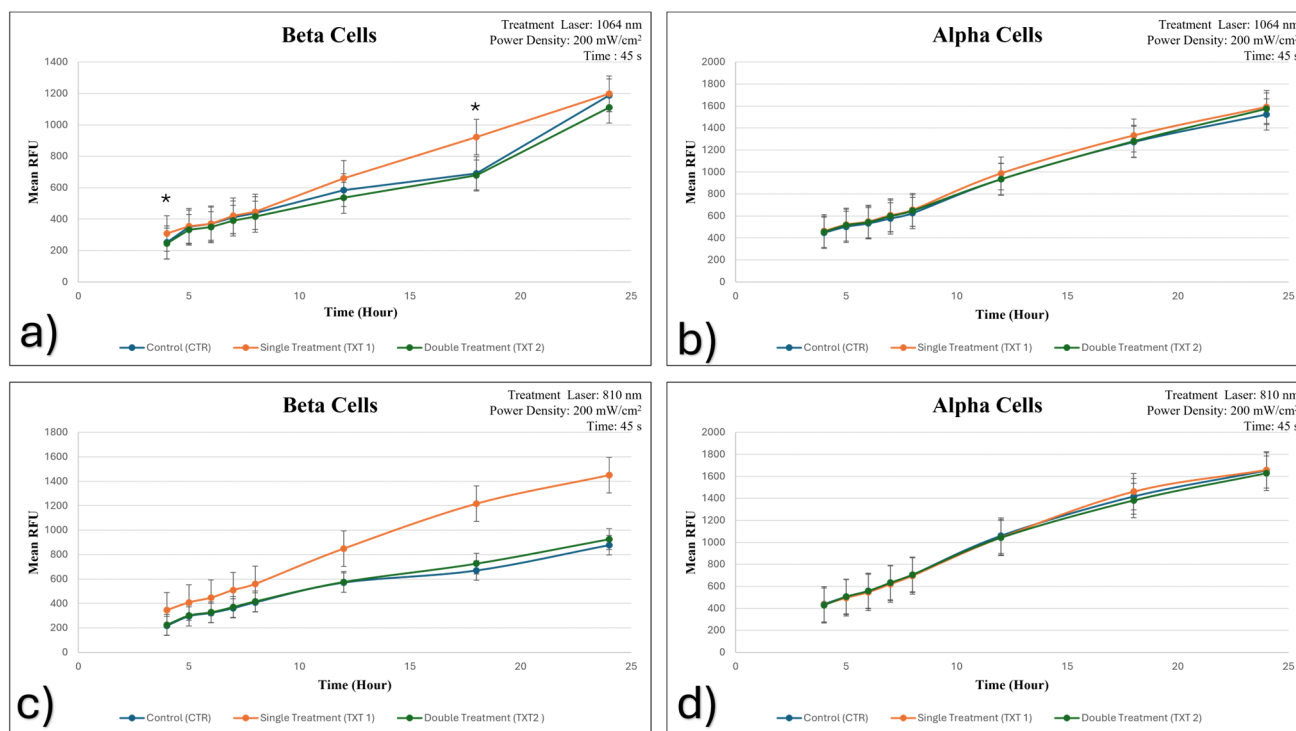 Beta Cells
Treatment Laser: 1064 nm
Power Density: 200 mW/cm²
Time : 45 s
1400
1200
1000
800
600
400
200
0
Mean RFU
*
*
0
5
10
15
20
25
Time (Hour)
a)
Control (CTR)
Single Treatment (TXT 1)
Double Treatment (TXT 2)
Alpha Cells
Treatment Laser: 1064 nm
Power Density: 200 mW/cm²
Time: 45 s
2000
1800
1600
1400
1200
1000
800
600
400
200
0
Mean RFU
0
5
10
15
20
25
Time (Hour)
b)
Control (CTR)
Single Treatment (TXT 1)
Double Treatment (TXT 2)
Beta Cells
Treatment Laser: 810 nm
Power Density: 200 mW/cm²
Time: 45 s
1800
1600
1400
1200
1000
800
600
400
200
0
Mean RFU
0
5
10
15
20
25
Time (Hour)
c)
Control (CTR)
Single Treatment (TXT 1)
Double Treatment (TXT2 )
Alpha Cells
Treatment Laser: 810 nm
Power Density: 200 mW/cm²
Time: 45 s
2000
1800
1600
1400
1200
1000
800
600
400
200
0
Mean RFU
0
5
10
15
20
25
Time (Hour)
d)
Control (CTR)
Single Treatment (TXT 1)
Double Treatment (TXT 2)